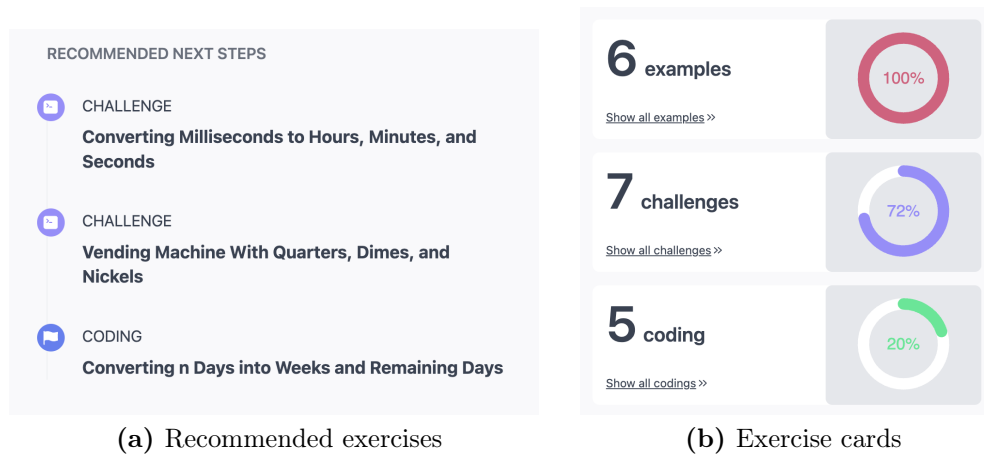 RECOMMENDED NEXT STEPS
CHALLENGE
Converting Milliseconds to Hours, Minutes, and
Seconds
CHALLENGE
Vending Machine With Quarters, Dimes, and
Nickels
CODING
Converting n Days into Weeks and Remaining Days
(a) Recommended exercises
6 examples
Show all examples »
100%
7 challenges
Show all challenges »
72%
5 coding
Show all codings »
20%
(b) Exercise cards